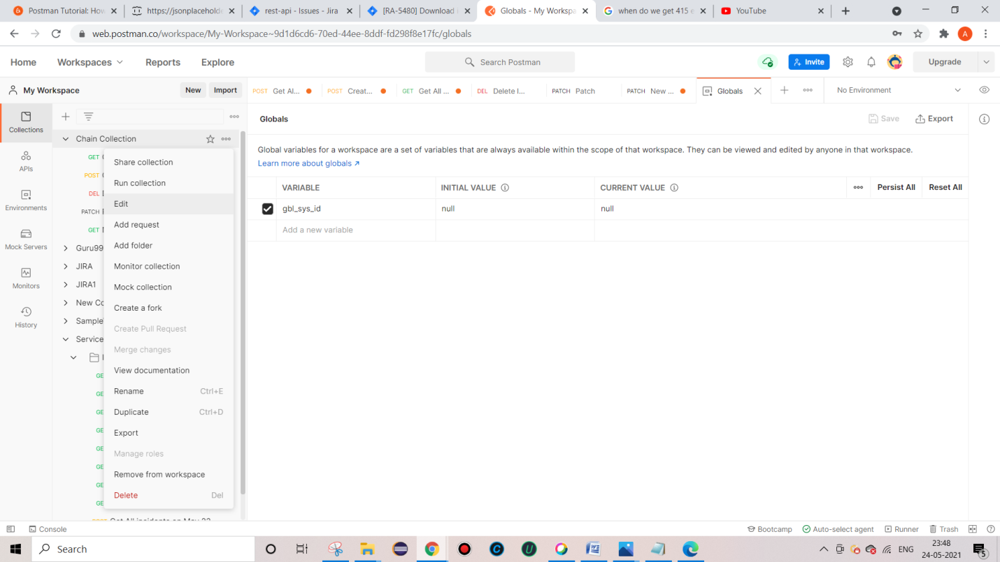 Postman Tutorial: How
https://jsonplaceholde
rest-api - Issues - Jira
[RA-5480] Download
Globals - My Workspa
when do we get 415 e
YouTube
web.postman.co/workspace/My-Workspace~9d1d6cd6-70ed-44ee-8ddf-fd298f8e17fc/globals
A
Home
Workspaces
Reports
Explore
Search Postman
Invite
Upgrade
My Workspace
New
Import
POST Get Al...
POST Creat...
GET Get All ...
DEL Delete I...
PATCH Patch
PATCH New ...
Globals
No Environment
Collections
APIs
Environments
Mock Servers
Monitors
History
Chain Collection
GET
POST
DEL
PATCH
GET
Guru99
JIRA
JIRA1
New Co
Sample
Service
GE
GE
GE
GE
GE
GE
GE
GE
Share collection
Run collection
Edit
Add request
Add folder
Monitor collection
Mock collection
Create a fork
Create Pull Request
Merge changes
View documentation
Rename Ctrl+E
Duplicate Ctrl+D
Export
Manage roles
Remove from workspace
Delete Del
Globals
Save
Export
Global variables for a workspace are a set of variables that are always available within the scope of that workspace. They can be viewed and edited by anyone in that workspace.
Learn more about globals ↗
VARIABLE INITIAL VALUE CURRENT VALUE Persist All Reset All
gbl_sys_id null null
Add a new variable
Console
Bootcamp
Auto-select agent
Runner
Trash
Search
ENG
23:48
24-05-2021
5